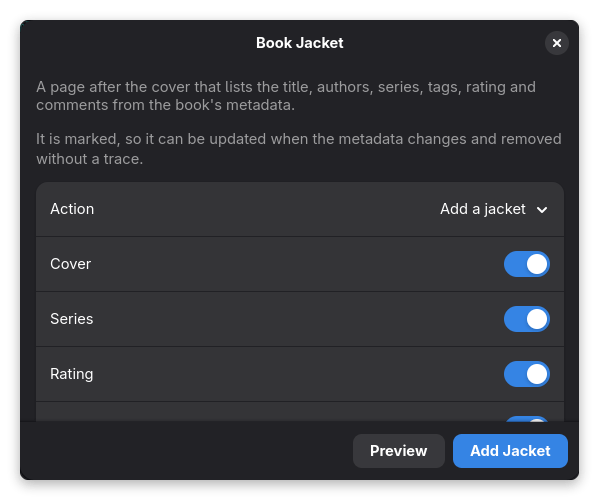 Book Jacket
A page after the cover that lists the title, authors, series, tags, rating and
comments from the book's metadata.
It is marked, so it can be updated when the metadata changes and removed
without a trace.
Action
Add a jacket
Cover
Series
Rating
Preview
Add Jacket